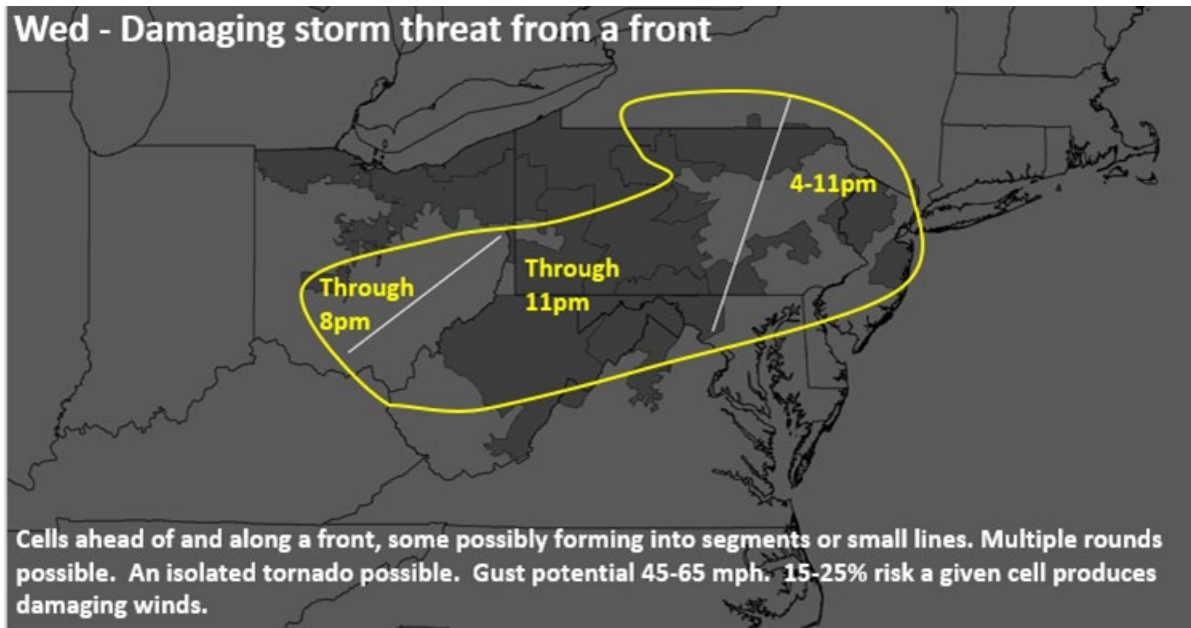 Wed - Damaging storm threat from a front
4-11pm
Through
8pm
Through
11pm
Cells ahead of and along a front, some possibly forming into segments or small lines. Multiple rounds
possible.  An isolated tornado possible.  Gust potential 45-65 mph.  15-25% risk a given cell produces
damaging winds.